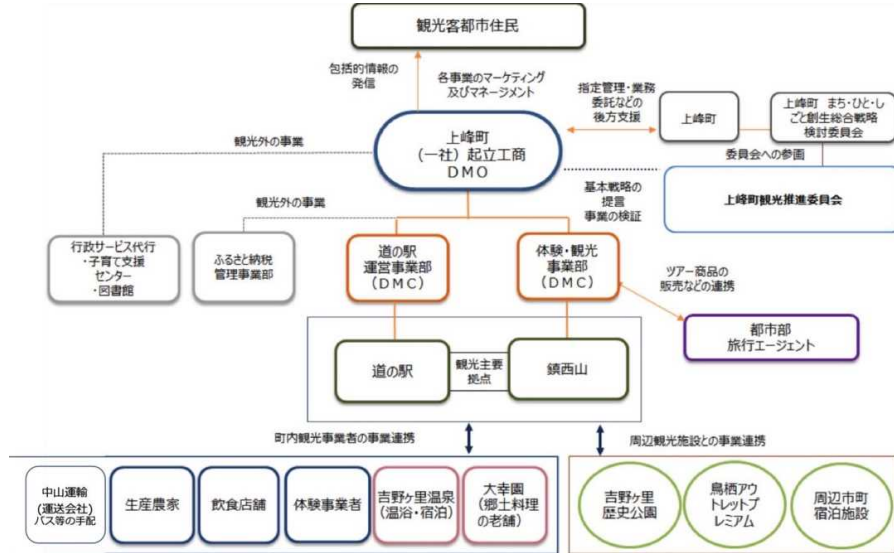 観光客都市住民
包括的情報の
発信
各事業のマーケティング
及びマネージメント
指定管理・業務
委託などの
後方支援
上峰町
上峰町 まち・ひと・し
ごと創生総合戦略
検討委員会
委員会への参画
上峰町
(一社)起立工商
DMO
観光外の事業
観光外の事業
基本戦略の
提言
事業の検証
上峰町観光推進委員会
行政サービス代行
・子育て支援
センター
・図書館
ふるさと納税
管理事業部
道の駅
運営事業部
(DMC)
体験・観光
事業部
(DMC)
ツアー商品の
販売などの連携
都市部
旅行エージェント
道の駅
観光主要
拠点
鎮西山
町内観光事業者の事業連携
周辺観光施設との事業連携
中山運輸
(運送会社)
バス等の手配
生産農家
飲食店舗
体験事業者
吉野ヶ里温泉
(温浴・宿泊)
大幸園
(郷土料理
の老舗)
吉野ヶ里
歴史公園
鳥栖アウ
トレットプ
レミアム
周辺市町
宿泊施設